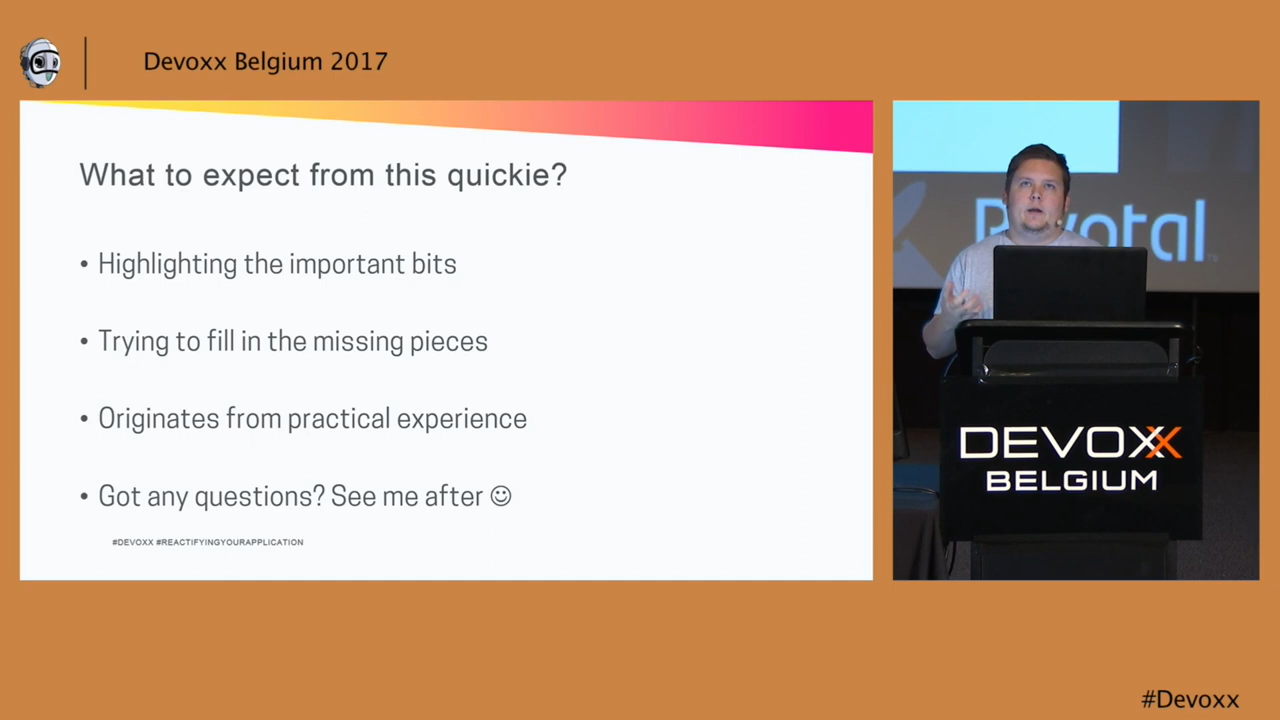 Devoxx Belgium 2017
What to expect from this quickie?
• Highlighting the important bits
• Trying to fill in the missing pieces
• Originates from practical experience
• Got any questions? See me after ☺
#DEVOXX #REACTIFYINGYOURAPPLICATION
DEVOXX
BELGIUM
#Devoxx